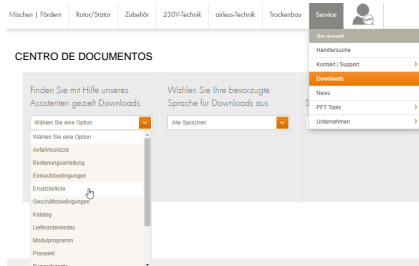 Mischen | Fördern
Rotor/Stator
Zubehör
230V-Technik
airless-Technik
Trockenbau
Service
Ihre Auswahl
Händlersuche
Kontakt | Support
Downloads
News
PFT Tools
Unternehmen
CENTRO DE DOCUMENTOS
Finden Sie mit Hilfe unseres
Assistenten gezielt Downloads
Wählen Sie eine Option
Wählen Sie eine Option
Anfahrtsskizze
Bedienungsanleitung
Einkaufsbedingungen
Ersatzteilliste
Geschäftsbedingungen
Katalog
Lieferantenkodex
Modulprogramm
Prospekt
Wählen Sie Ihre bevorzugte
Sprache für Downloads aus
Alle Sprachen